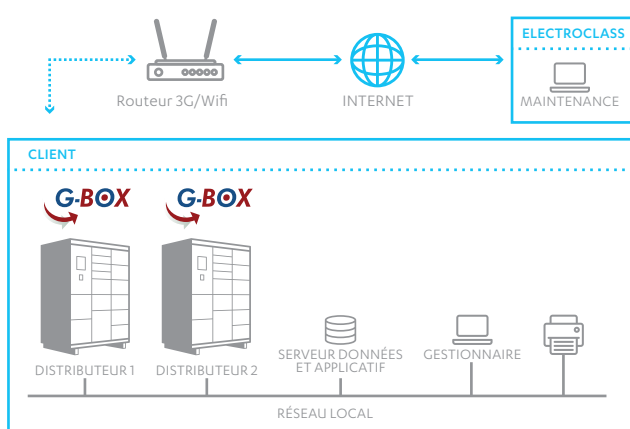 ELECTROCLASS
Routeur 3G/Wifi
INTERNET
MAINTENANCE
CLIENT
G-BOX
G-BOX
DISTRIBUTEUR 1
DISTRIBUTEUR 2
SERVEUR DONNÉES
ET APPLICATIF
GESTIONNAIRE
RÉSEAU LOCAL